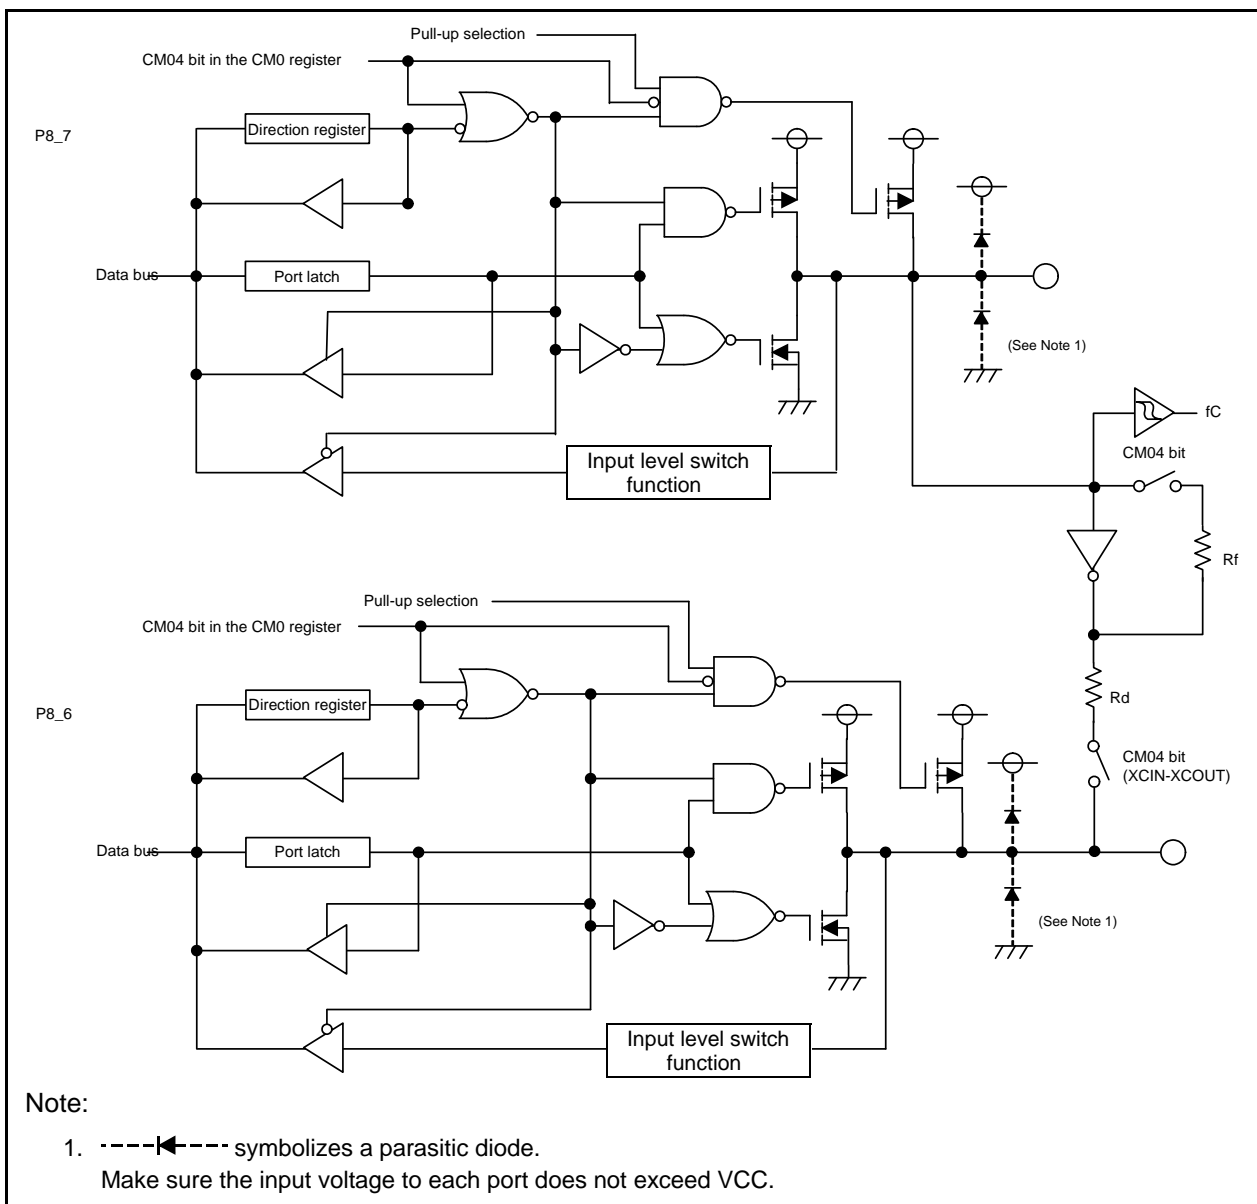 Pull-up selection
CM04 bit in the CM0 register
Direction register
P8_7
Data bus
Port latch
(See Note 1)
fC
CM04 bit
Input level switch
function
Rf
Pull-up selection
CM04 bit in the CM0 register
Direction register
Rd
P8_6
CM04 bit
(XCIN-XCOUT)
Data bus
Port latch
(See Note 1)
Input level switch
function
Note:
1. symbolizes a parasitic diode.
Make sure the input voltage to each port does not exceed VCC.